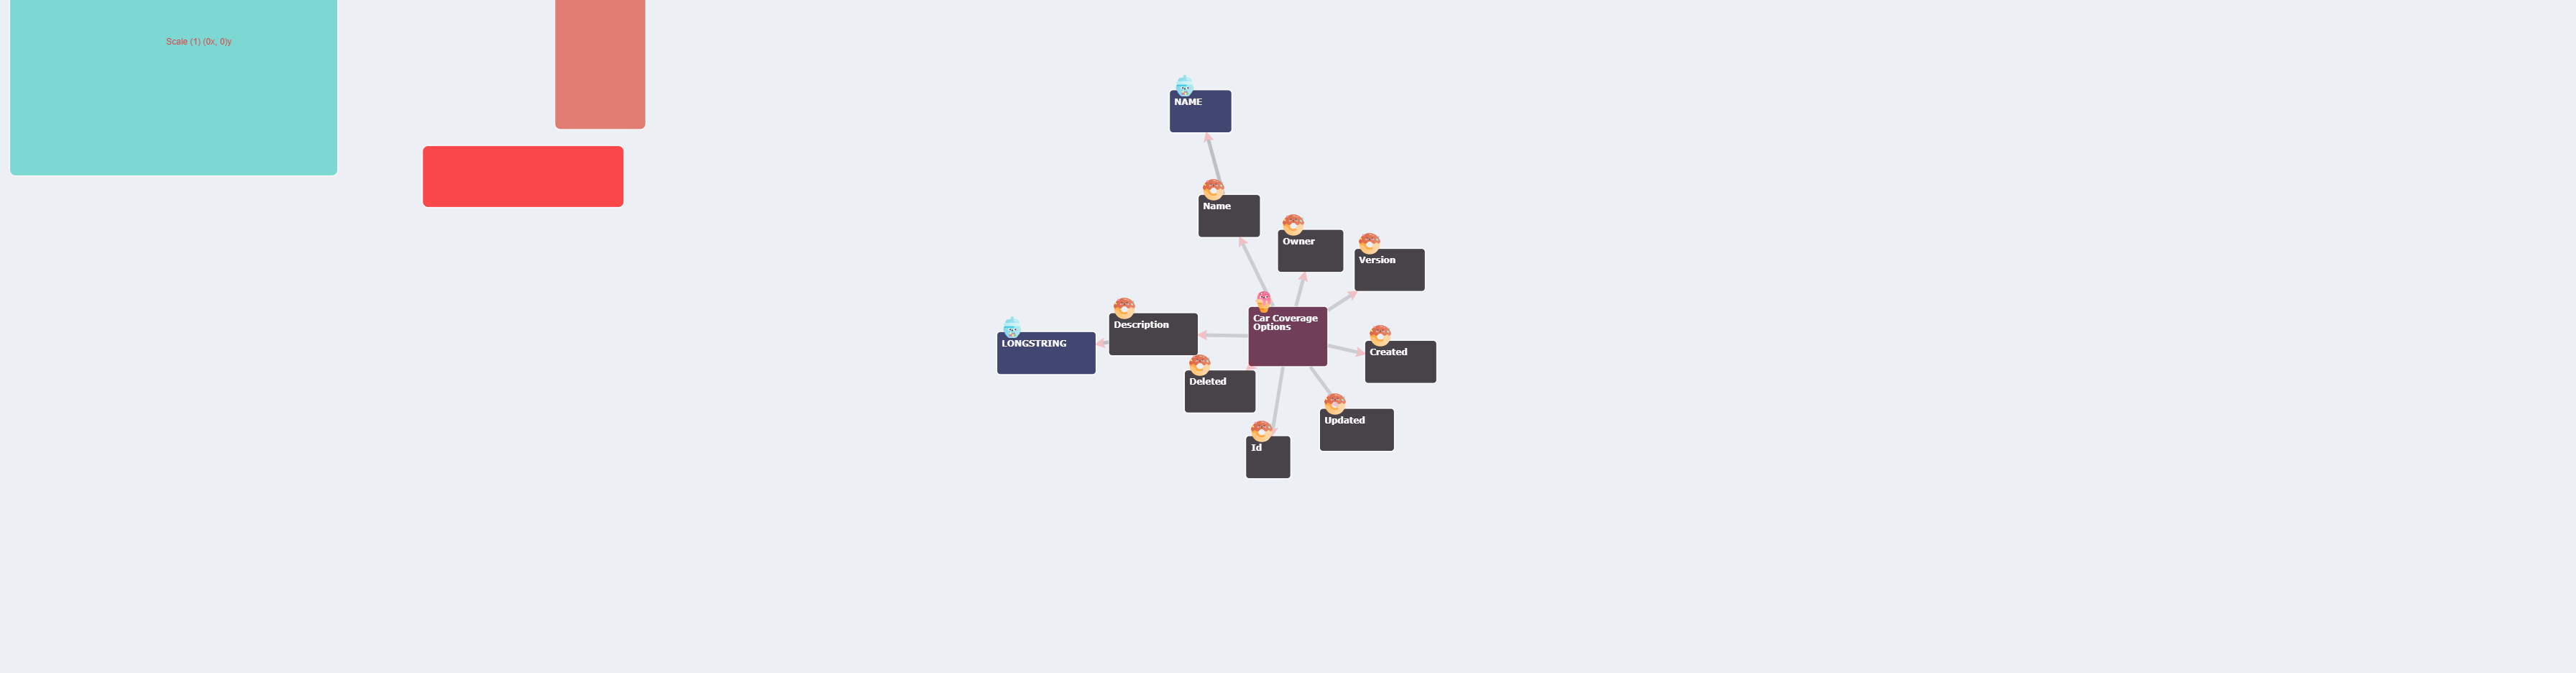 Scale (1) (0x, 0)y
NAME
Name
Owner
Version
Car Coverage
Options
Description
LONGSTRING
Created
Deleted
Updated
Id